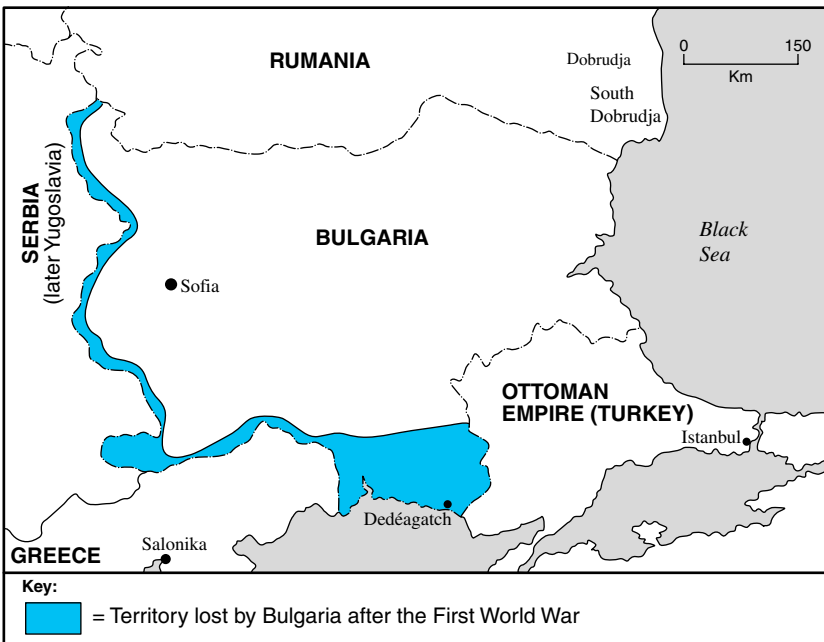 RUMANIA
Dobrudja
South
Dobrudja
0 150
Km
SERBIA
(later Yugoslavia)
BULGARIA
Black
Sea
Sofia
OTTOMAN
EMPIRE (TURKEY)
Istanbul
Dedéagatch
GREECE
Salonika
Key:
= Territory lost by Bulgaria after the First World War